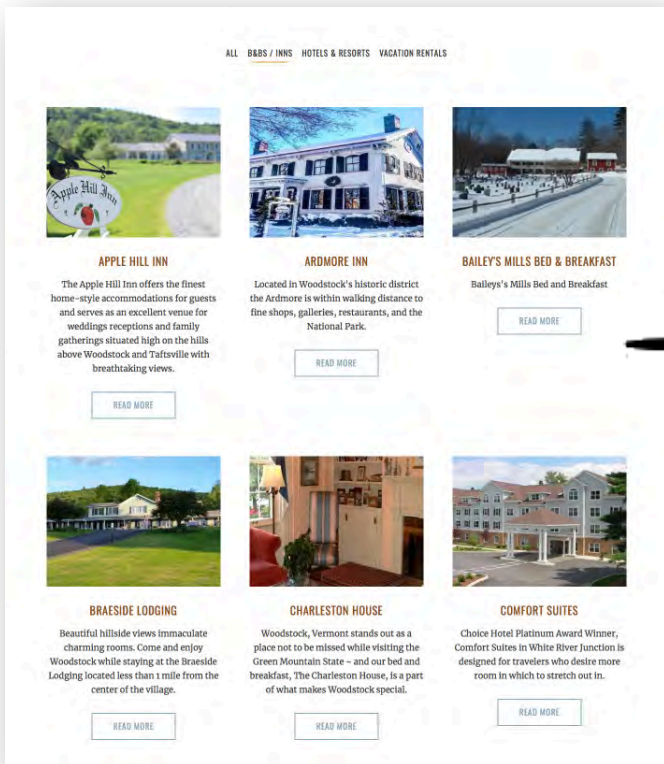 ALL B&BS / INNS HOTELS & RESORTS VACATION RENTALS
Apple Hill Inn
APPLE HILL INN
The Apple Hill Inn offers the finest
home-style accommodations for guests
and serves as an excellent venue for
weddings receptions and family
gatherings situated high on the hills
above Woodstock and Taftsville with
breathtaking views.
READ MORE
ARDMORE INN
Located in Woodstock's historic district
the Ardmore is within walking distance to
fine shops, galleries, restaurants, and the
National Park.
READ MORE
BAILEY'S MILLS BED & BREAKFAST
Baileys's Mills Bed and Breakfast
READ MORE
BRAESIDE LODGING
Beautiful hillside views immaculate
charming rooms. Come and enjoy
Woodstock while staying at the Braeside
Lodging located less than 1 mile from the
center of the village.
READ MORE
CHARLESTON HOUSE
Woodstock, Vermont stands out as a
place not to be missed while visiting the
Green Mountain State – and our bed and
breakfast, The Charleston House, is a part
of what makes Woodstock special.
READ MORE
COMFORT SUITES
Choice Hotel Platinum Award Winner,
Comfort Suites in White River Junction is
designed for travelers who desire more
room in which to stretch out in.
READ MORE